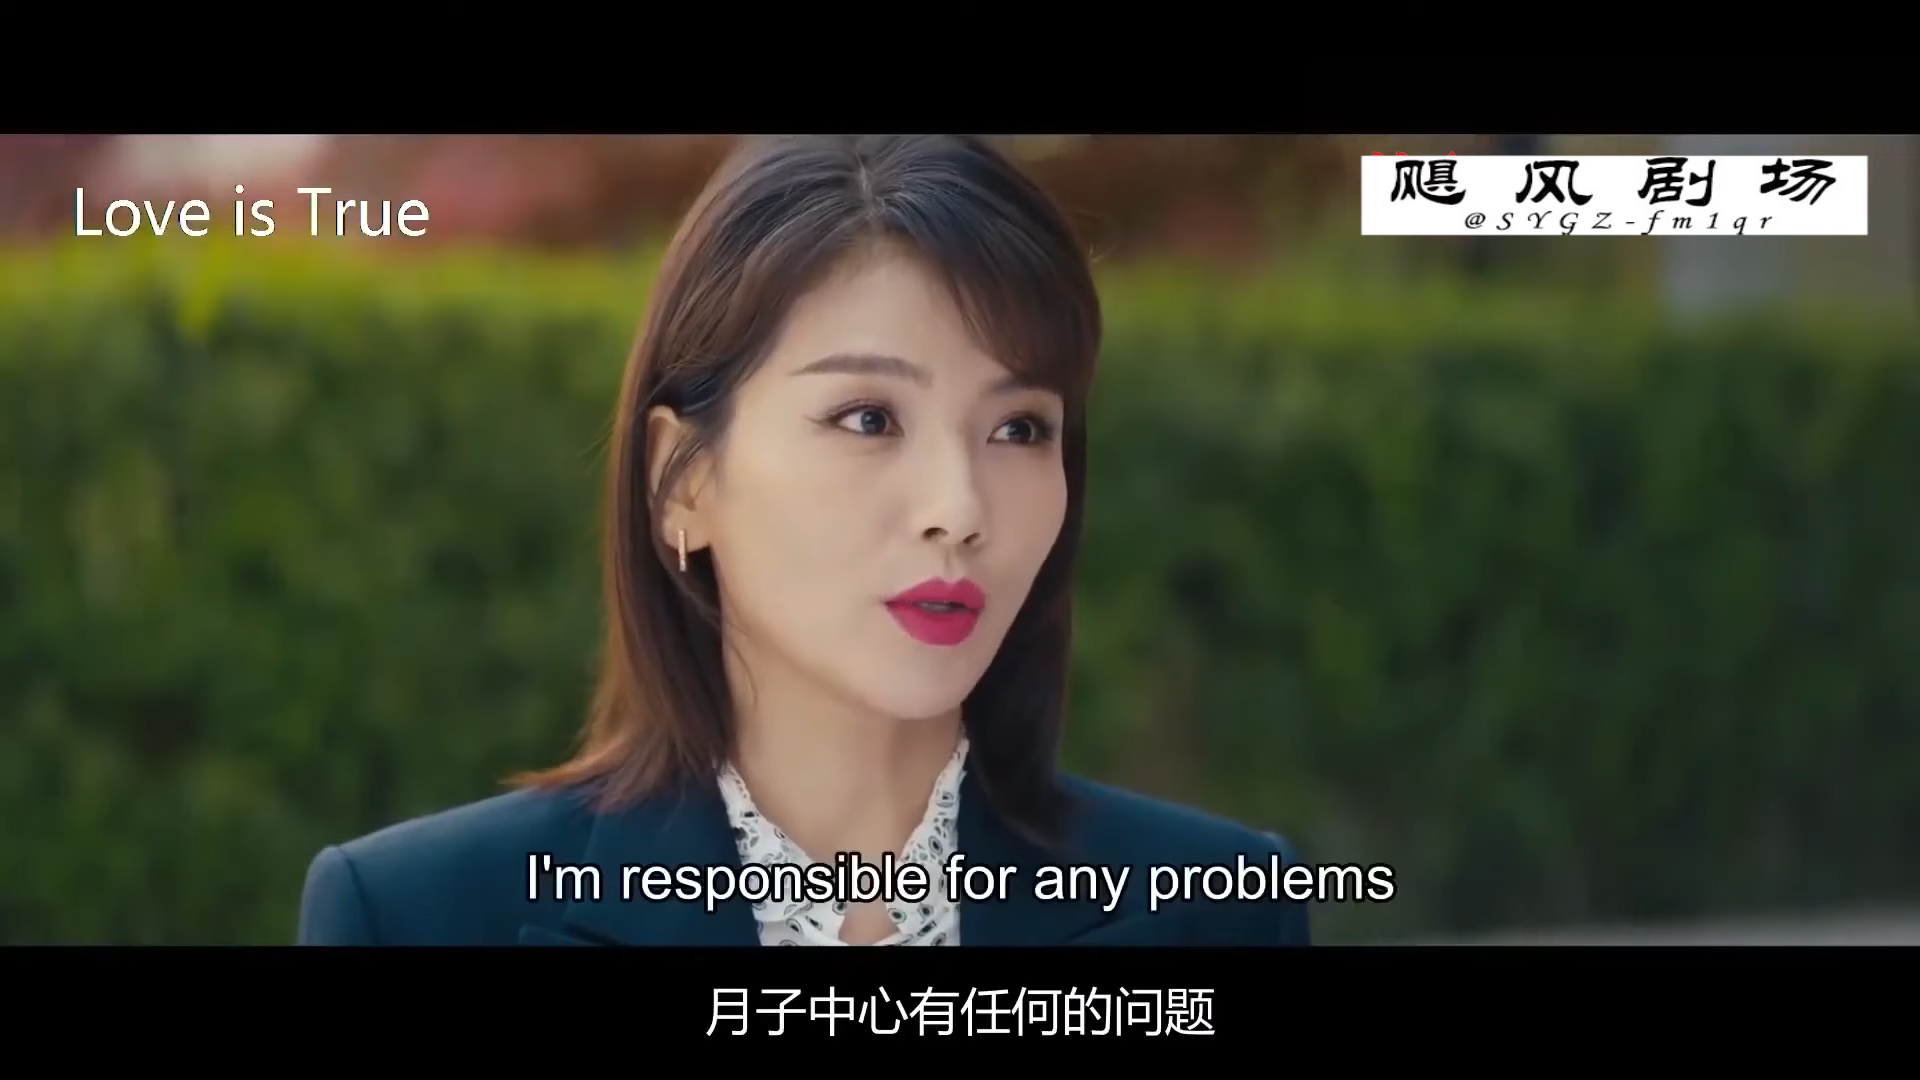 Love is True
飓风剧场
@SYGZ-fm1qr
I'm responsible for any problems
月子中心有任何的问题